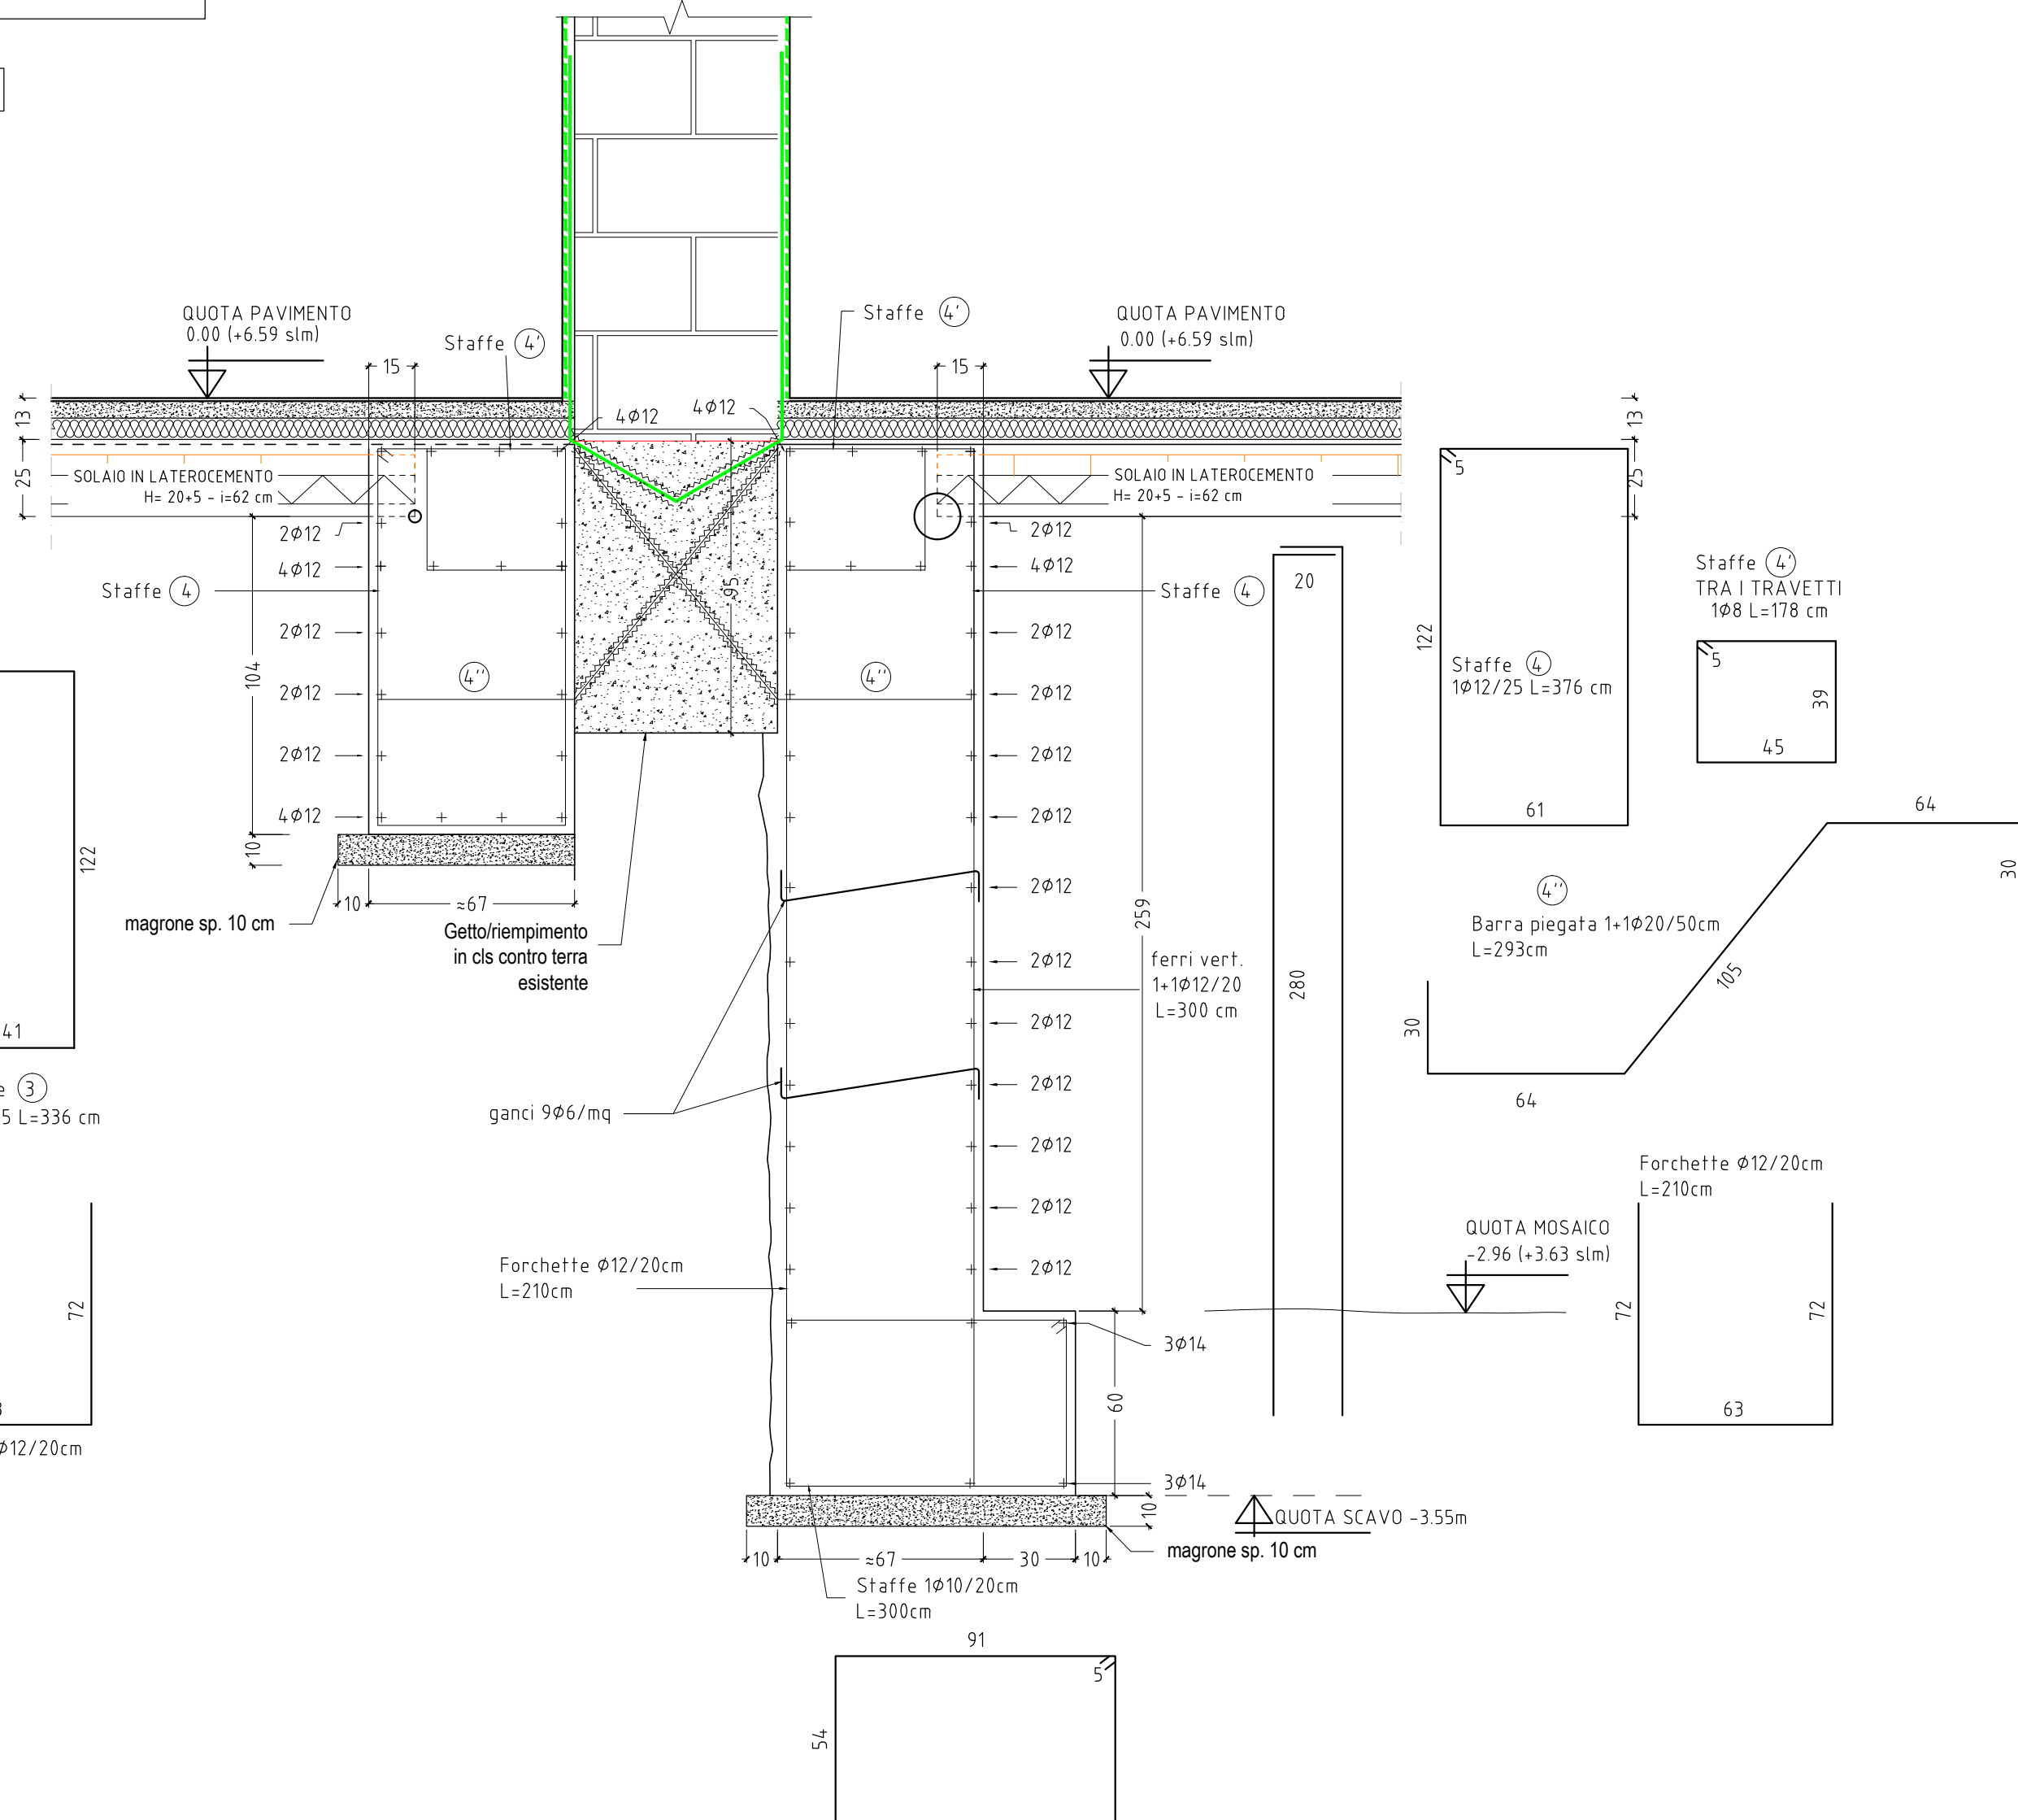 QUOTA PAVIMENTO
0.00 (+6.59 slm)
Staffe 4'
Staffe 4'
QUOTA PAVIMENTO
0.00 (+6.59 slm)
15
15
13
25
4Ø12
4Ø12
13
25
SOLAIO IN LATEROCEMENTO
H= 20+5 - i=62 cm
SOLAIO IN LATEROCEMENTO
H= 20+5 - i=62 cm
2Ø12
4Ø12
Staffe 4
2Ø12
2Ø12
2Ø12
4Ø12
104
10
4''
4''
95
2Ø12
4Ø12
Staffe 4
2Ø12
2Ø12
2Ø12
2Ø12
2Ø12
2Ø12
2Ø12
2Ø12
2Ø12
2Ø12
2Ø12
10
≈67
magrone sp. 10 cm
Getto/riempimento
in cls contro terra
esistente
259
ferri vert.
1+1Ø12/20
L=300 cm
20
280
5
122
Staffe 4
1Ø12/25 L=376 cm
61
Staffe 4'
TRA I TRAVETTI
1Ø8 L=178 cm
5
39
45
4''
Barra piegata 1+1Ø20/50cm
L=293cm
64
30
105
30
64
122
41
3
5 L=336 cm
72
Ø12/20cm
ganci 9Ø6/mq
Forchette Ø12/20cm
L=210cm
Forchette Ø12/20cm
L=210cm
72
72
63
QUOTA MOSAICO
-2.96 (+3.63 slm)
3Ø14
60
3Ø14
10
QUOTA SCAVO -3.55m
magrone sp. 10 cm
10
≈67
30
10
Staffe 1Ø10/20cm
L=300cm
91
5
54